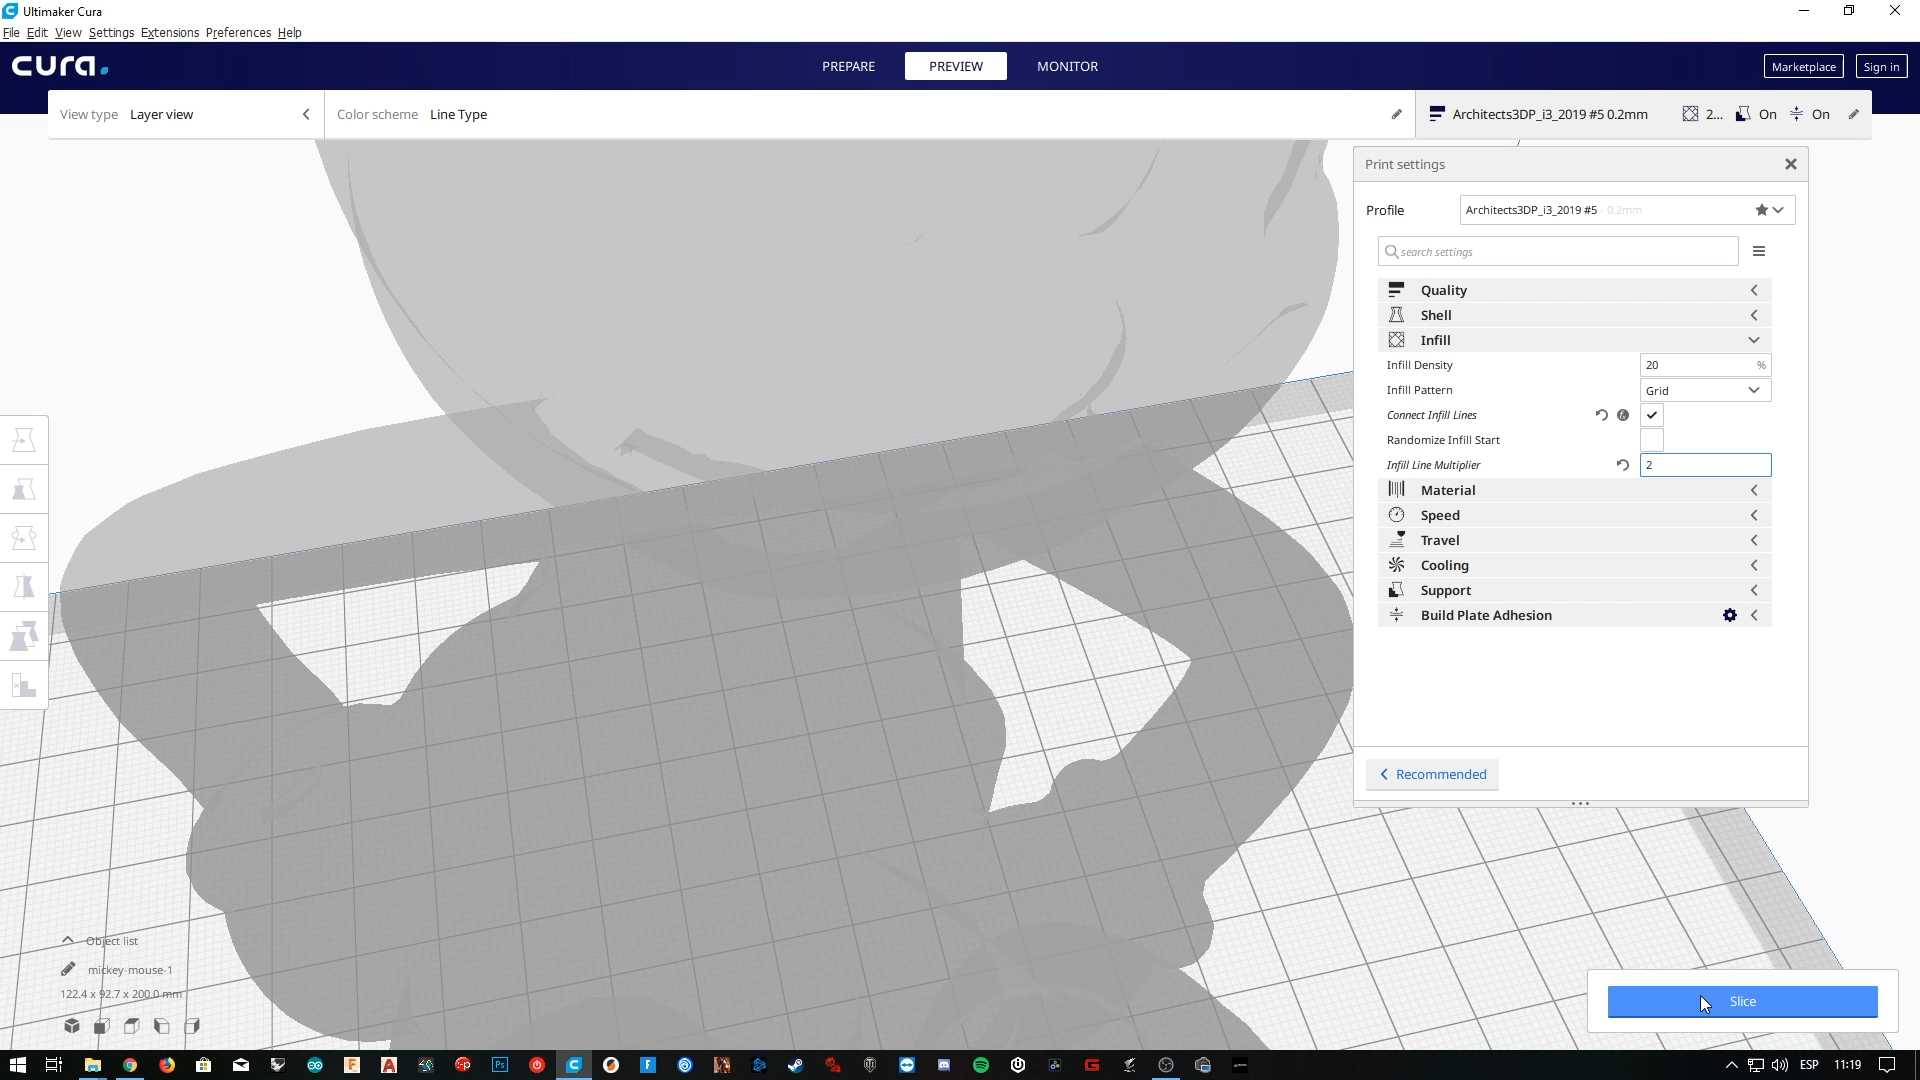 Ultimaker Cura
File Edit View Settings Extensions Preferences Help
cura.
PREPARE PREVIEW MONITOR
Marketplace Sign in
View type Layer view
Color scheme Line Type
Architects3DP_i3_2019 #5 0.2mm 2... On On
Print settings
Profile Architects3DP_i3_2019 #5 - 0.2mm
search settings
Quality
Shell
Infill
Infill Density 20 %
Infill Pattern Grid
Connect Infill Lines
Randomize Infill Start
Infill Line Multiplier 2
Material
Speed
Travel
Cooling
Support
Build Plate Adhesion
Recommended
Object list
mickey-mouse-1
122.4 x 92.7 x 200.0 mm
Slice
ESP 11:19